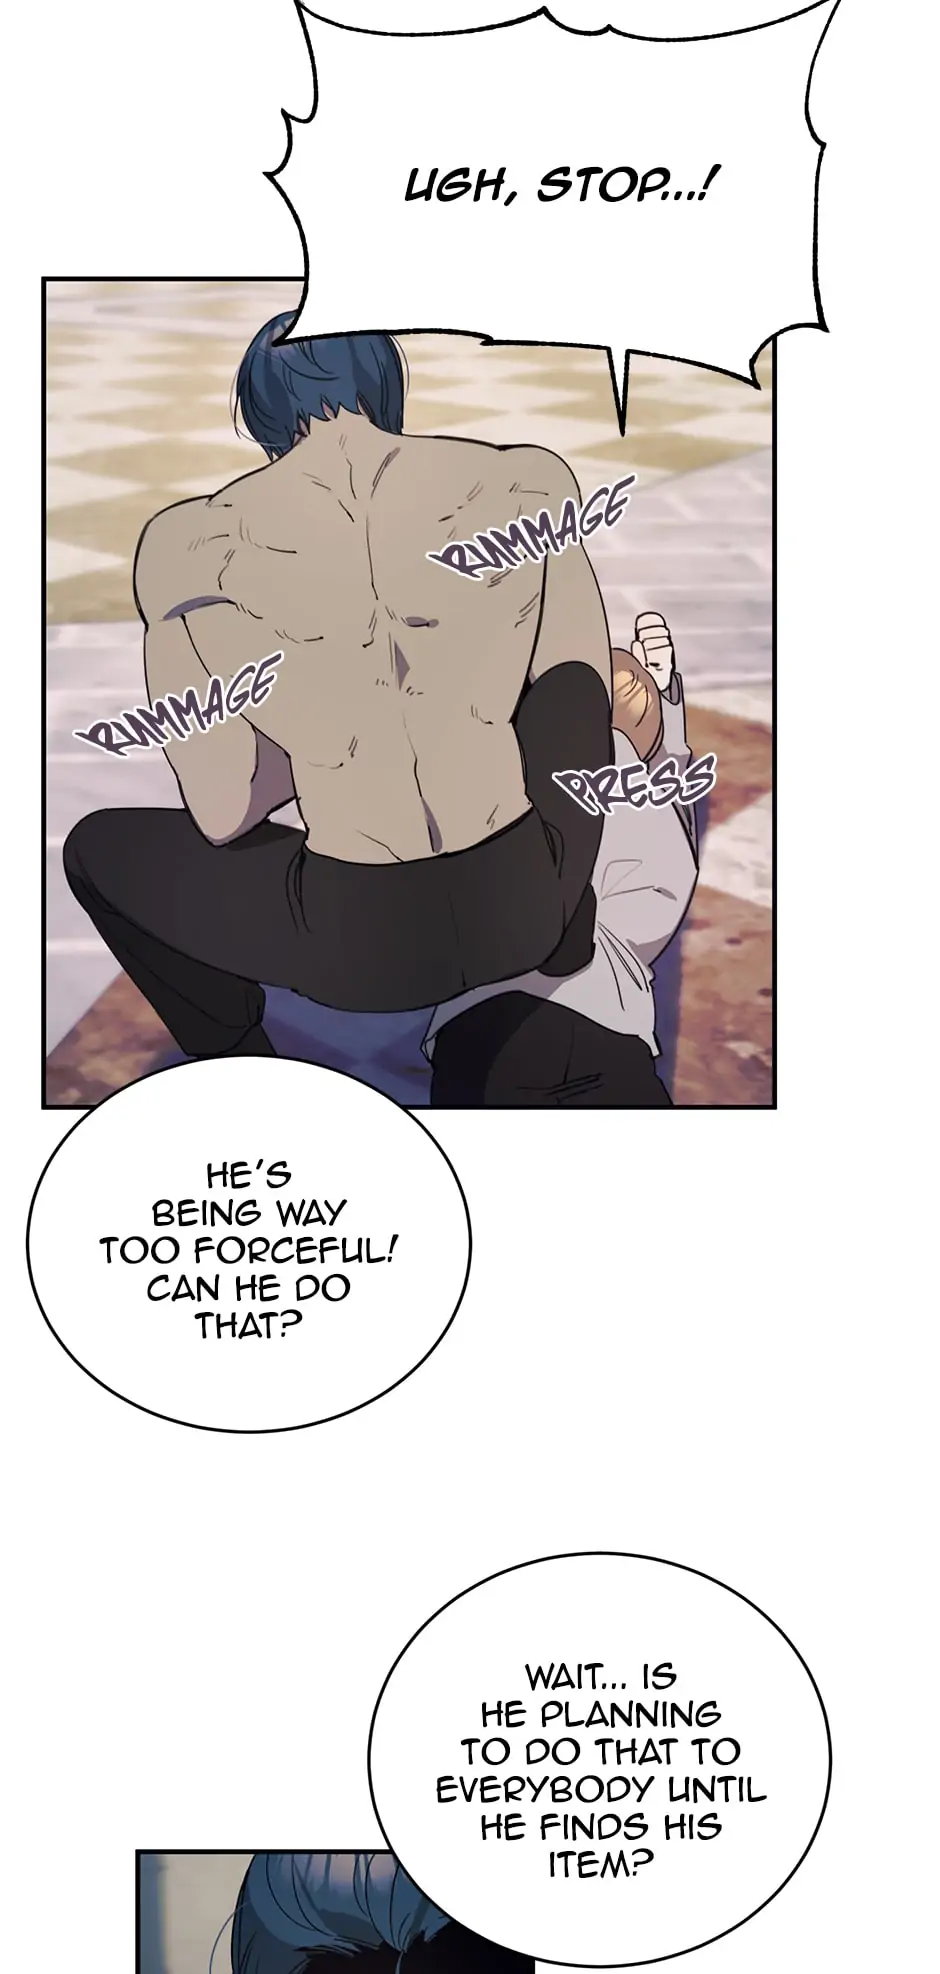 UGH, STOP...!
RUMMAGE
RUMMAGE
PRESS
HE'S
BEING WAY
TOO FORCEFUL!
CAN HE DO
THAT?
WAIT... IS
HE PLANNING
TO DO THAT TO
EVERYBODY UNTIL
HE FINDS HIS
ITEM?